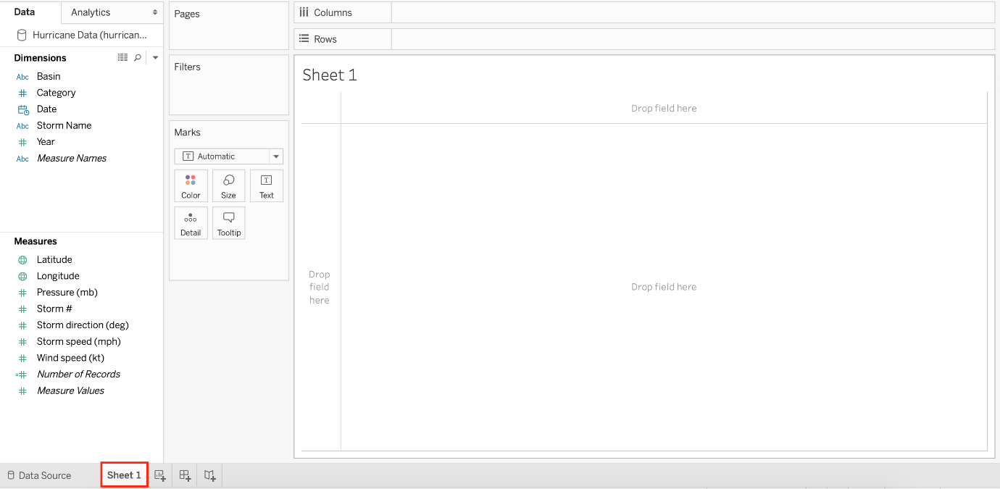 Data
Analytics
Hurricane Data (hurrican...
Dimensions
Abc Basin
# Category
Date
Abc Storm Name
# Year
Abc Measure Names
Measures
Latitude
Longitude
# Pressure (mb)
# Storm #
# Storm direction (deg)
# Storm speed (mph)
# Wind speed (kt)
=# Number of Records
# Measure Values
Pages
Filters
Marks
T Automatic
Color
Size
T
Text
Detail
Tooltip
Columns
Rows
Sheet 1
Drop field here
Drop
field
here
Drop field here
Data Source
Sheet 1